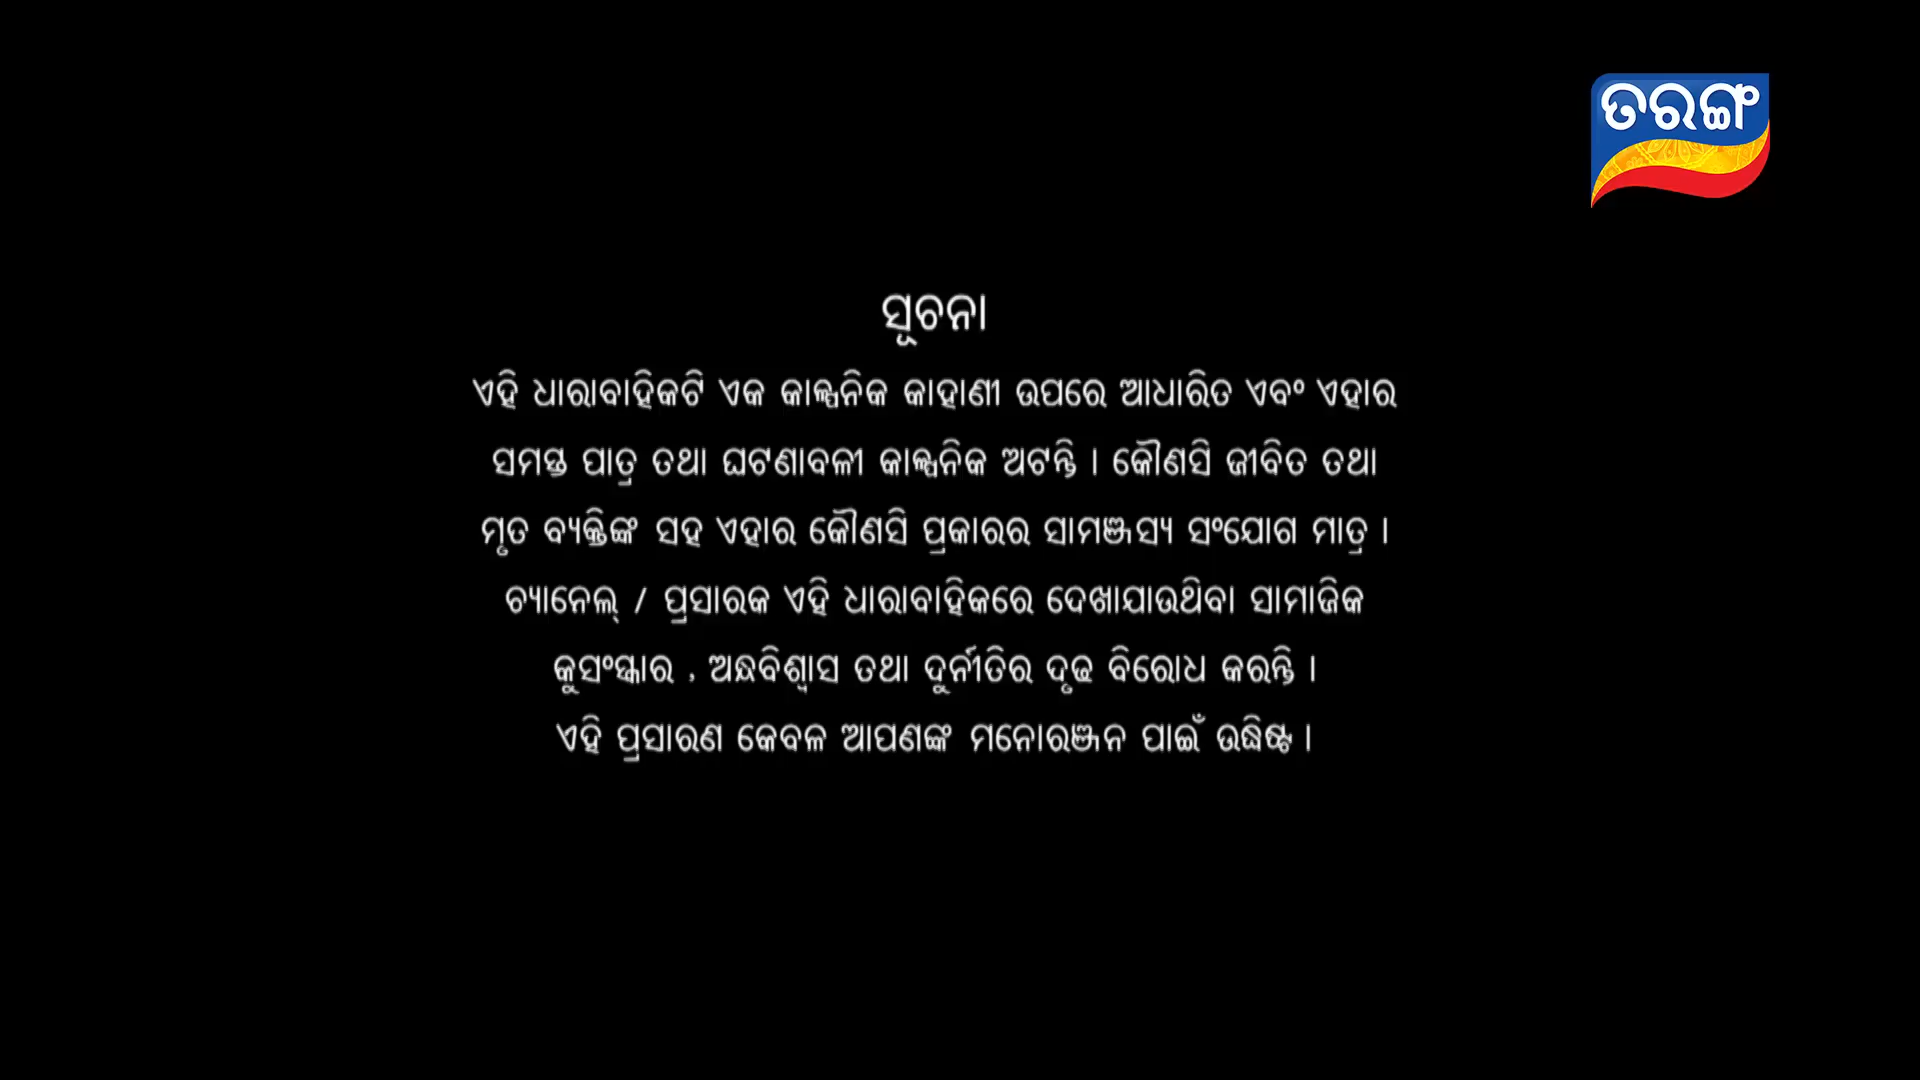 ତରଙ୍ଗ
ସୂଚନା
ଏହି ଧାରାବାହିକଟି ଏକ କାଳ୍ପନିକ କାହାଣୀ ଉପରେ ଆଧାରିତ ଏବଂ ଏହାର
ସମସ୍ତ ପାତ୍ର ତଥା ଘଟଣାବଳୀ କାଳ୍ପନିକ ଅଟନ୍ତି । କୌଣସି ଜୀବିତ ତଥା
ମୃତ ବ୍ୟକ୍ତିଙ୍କ ସହ ଏହାର କୌଣସି ପ୍ରକାରର ସାମଞ୍ଜସ୍ୟ ସଂଯୋଗ ମାତ୍ର ।
ଚ୍ୟାନେଲ୍ / ପ୍ରସାରକ ଏହି ଧାରାବାହିକରେ ଦେଖାଯାଉଥିବା ସାମାଜିକ
କୁସଂସ୍କାର , ଅନ୍ଧବିଶ୍ୱାସ ତଥା ଦୁର୍ନୀତିର ଦୃଢ ବିରୋଧ କରନ୍ତି ।
ଏହି ପ୍ରସାରଣ କେବଳ ଆପଣଙ୍କ ମନୋରଞ୍ଜନ ପାଇଁ ଉଦ୍ଧିଷ୍ଟ ।